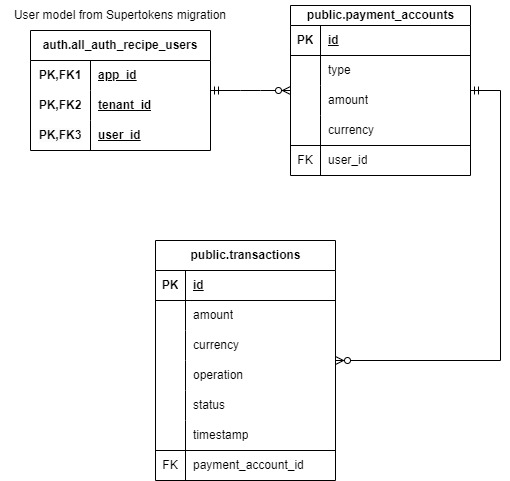 User model from Supertokens migration
auth.all_auth_recipe_users
PK,FK1 app_id
PK,FK2 tenant_id
PK,FK3 user_id
public.payment_accounts
PK id
type
amount
currency
FK user_id
public.transactions
PK id
amount
currency
operation
status
timestamp
FK payment_account_id